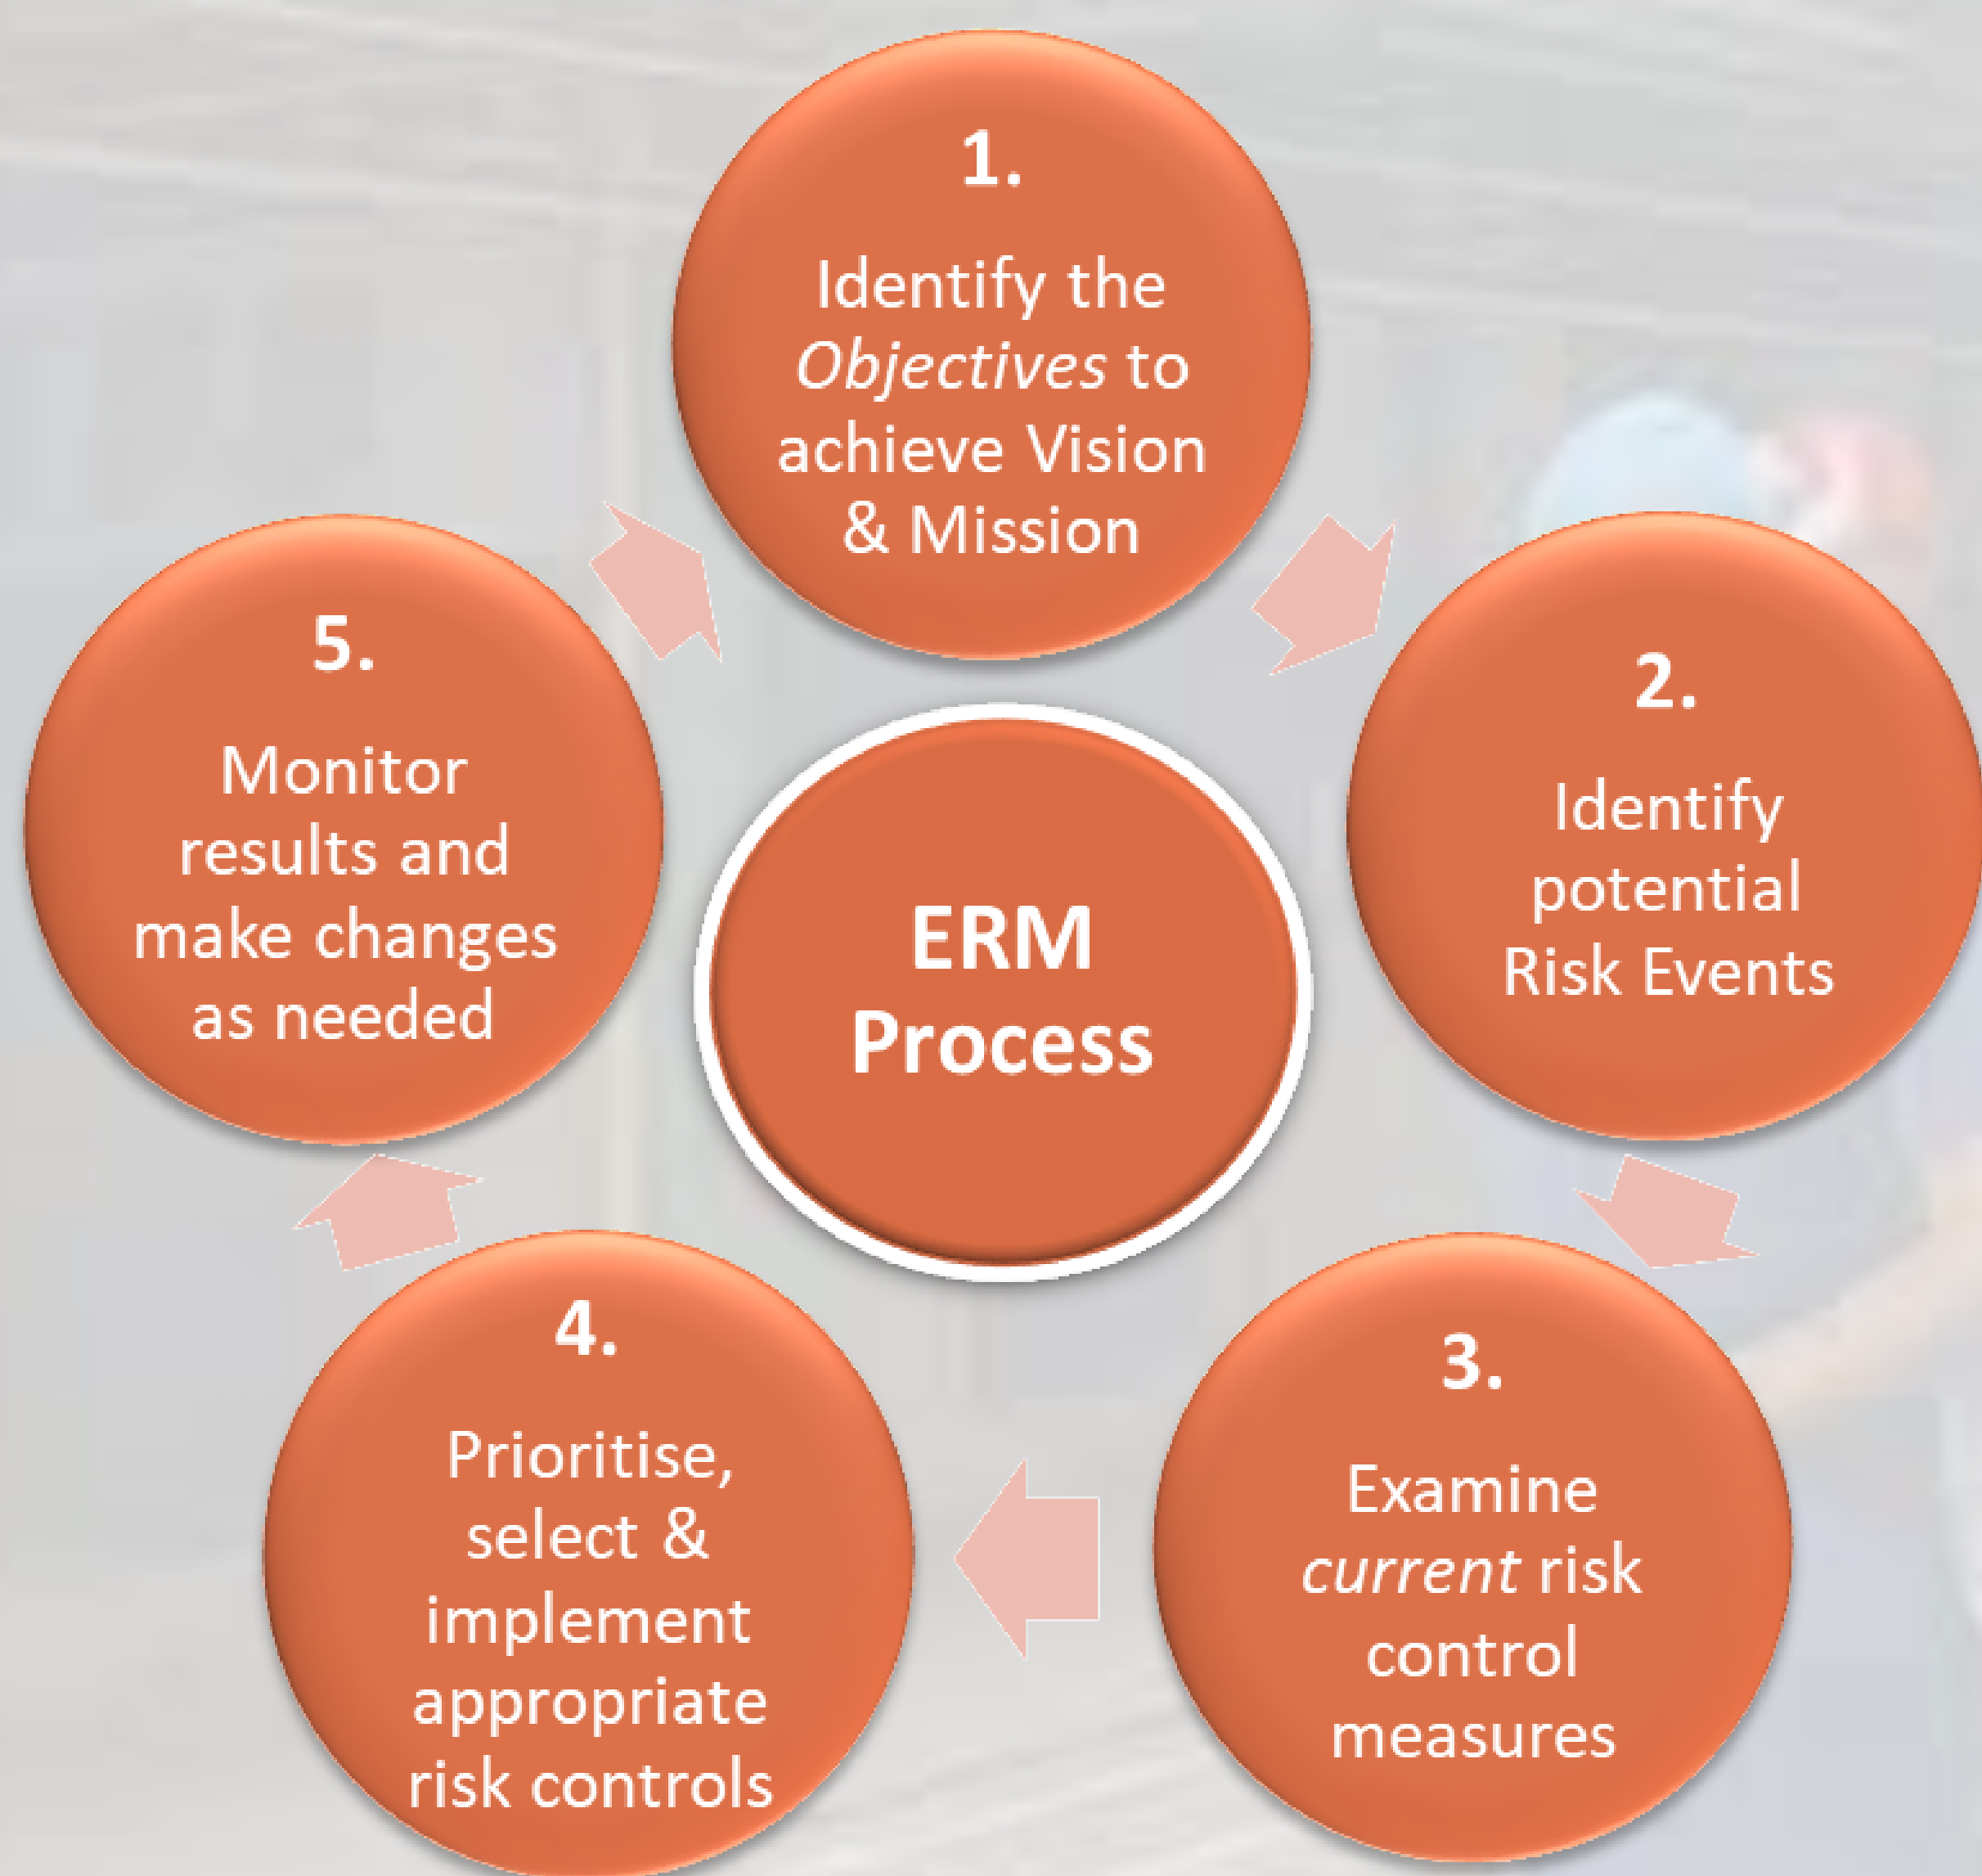 1.
Identify the
Objectives to
achieve Vision
& Mission
2.
Identify
potential
Risk Events
3.
Examine
current risk
control
measures
4.
Prioritise,
select &
implement
appropriate
risk controls
5.
Monitor
results and
make changes
as needed
ERM
Process